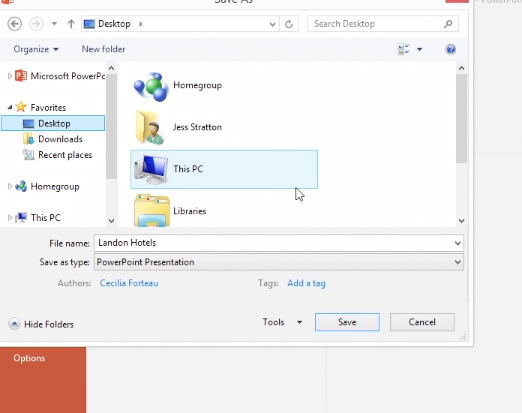 Save As
Desktop
Search Desktop
Organize
New folder
Microsoft PowerPo
Favorites
Desktop
Downloads
Recent places
Homegroup
This PC
Homegroup
Jess Stratton
This PC
Libraries
File name: Landon Hotels
Save as type: PowerPoint Presentation
Authors: Cecilia Forteau
Tags: Add a tag
Hide Folders
Tools
Save
Cancel
Options